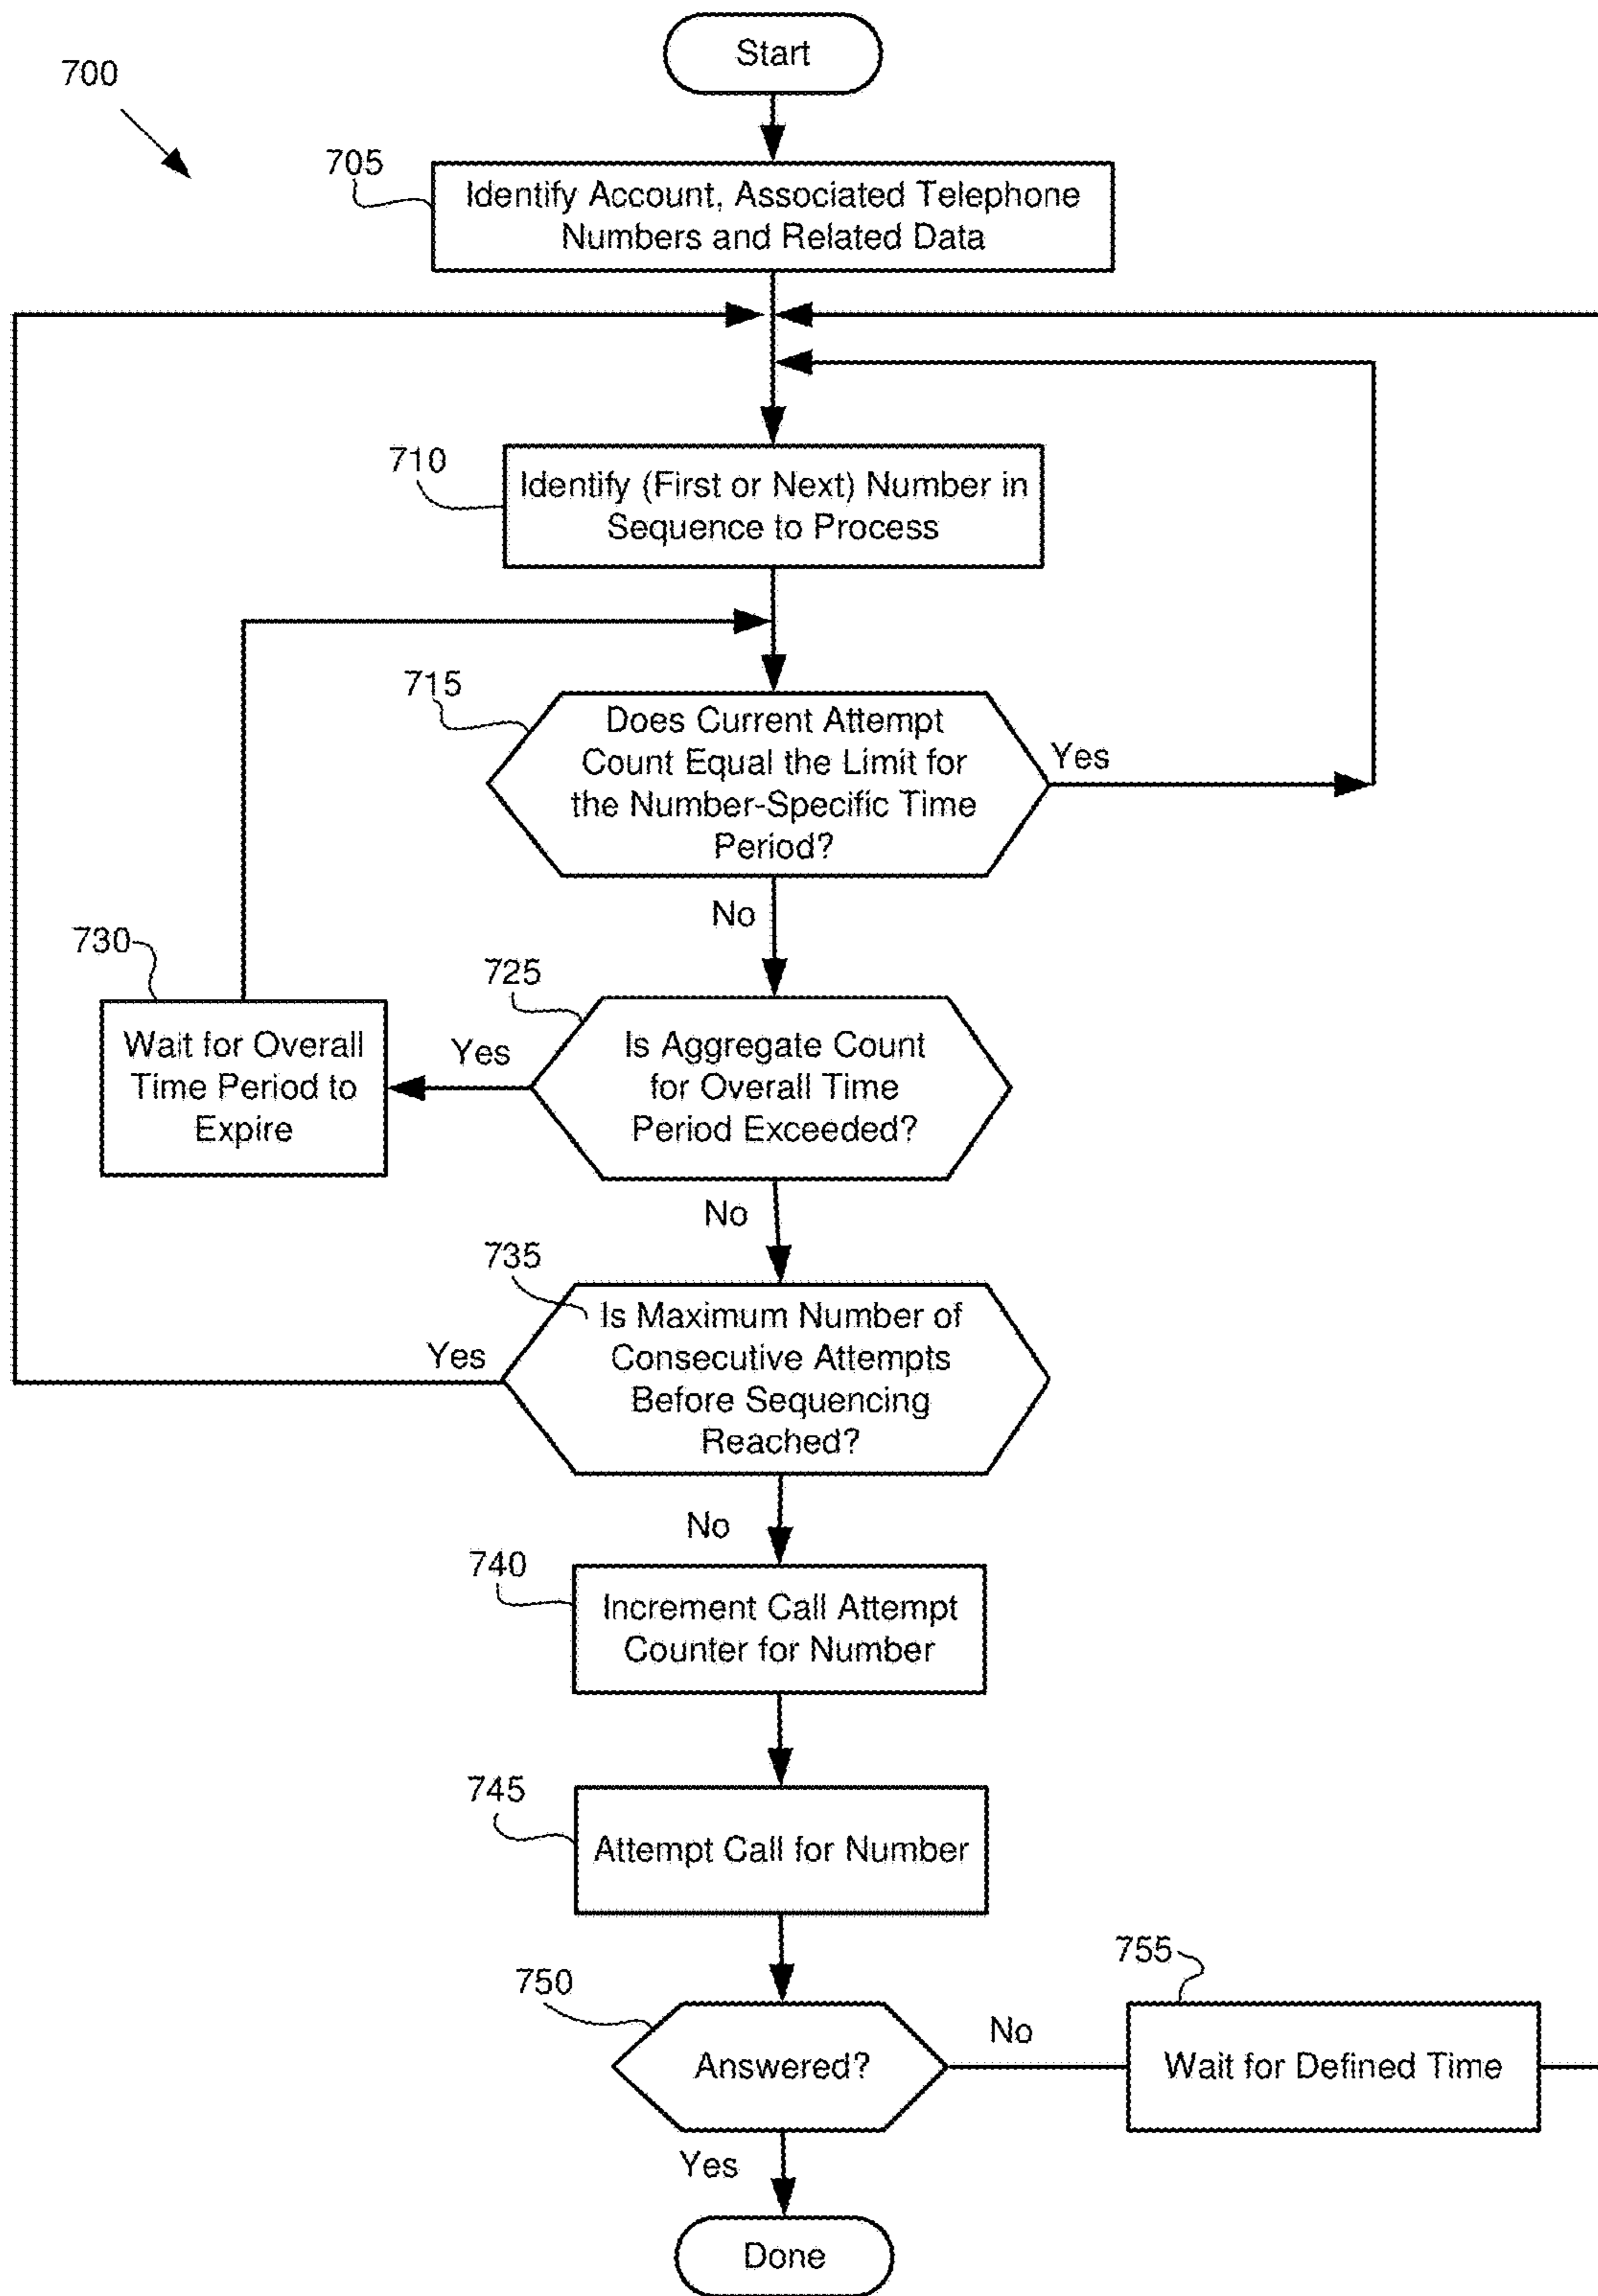 Start
700
705
Identify Account, Associated Telephone
Numbers and Related Data
710
Identify (First or Next) Number in
Sequence to Process
715
Does Current Attempt
Count Equal the Limit for
the Number-Specific Time
Period?
Yes
No
730
Wait for Overall
Time Period to
Expire
Yes
725
Is Aggregate Count
for Overall Time
Period Exceeded?
No
735
Yes
Is Maximum Number of
Consecutive Attempts
Before Sequencing
Reached?
No
740
Increment Call Attempt
Counter for Number
745
Attempt Call for Number
750
Answered?
No
755
Wait for Defined Time
Yes
Done